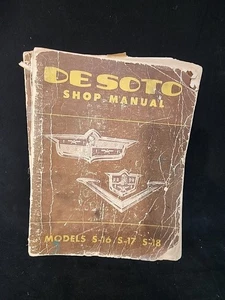 DE SOTO
SHOP MANUAL
MODELS S-16 S-17 S-18